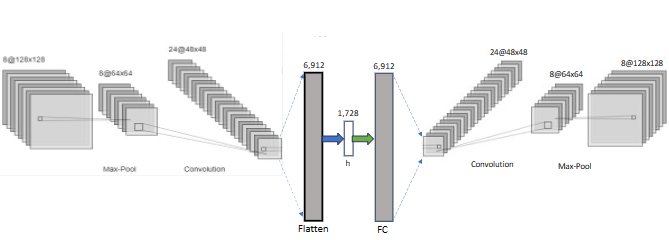 8@128x128
8@64x64
24@48x48
Max-Pool
Convolution
6,912
Flatten
1,728
h
6,912
FC
24@48x48
8@64x64
8@128x128
Convolution
Max-Pool